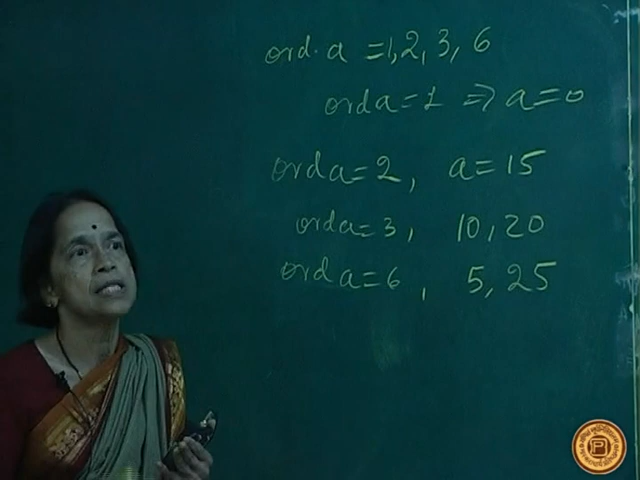 ord. a = 1, 2, 3, 6
ord a = 1 ⇒ a = 0
ord a = 2, a = 15
ord a = 3, 10, 20
ord a = 6, 5, 25